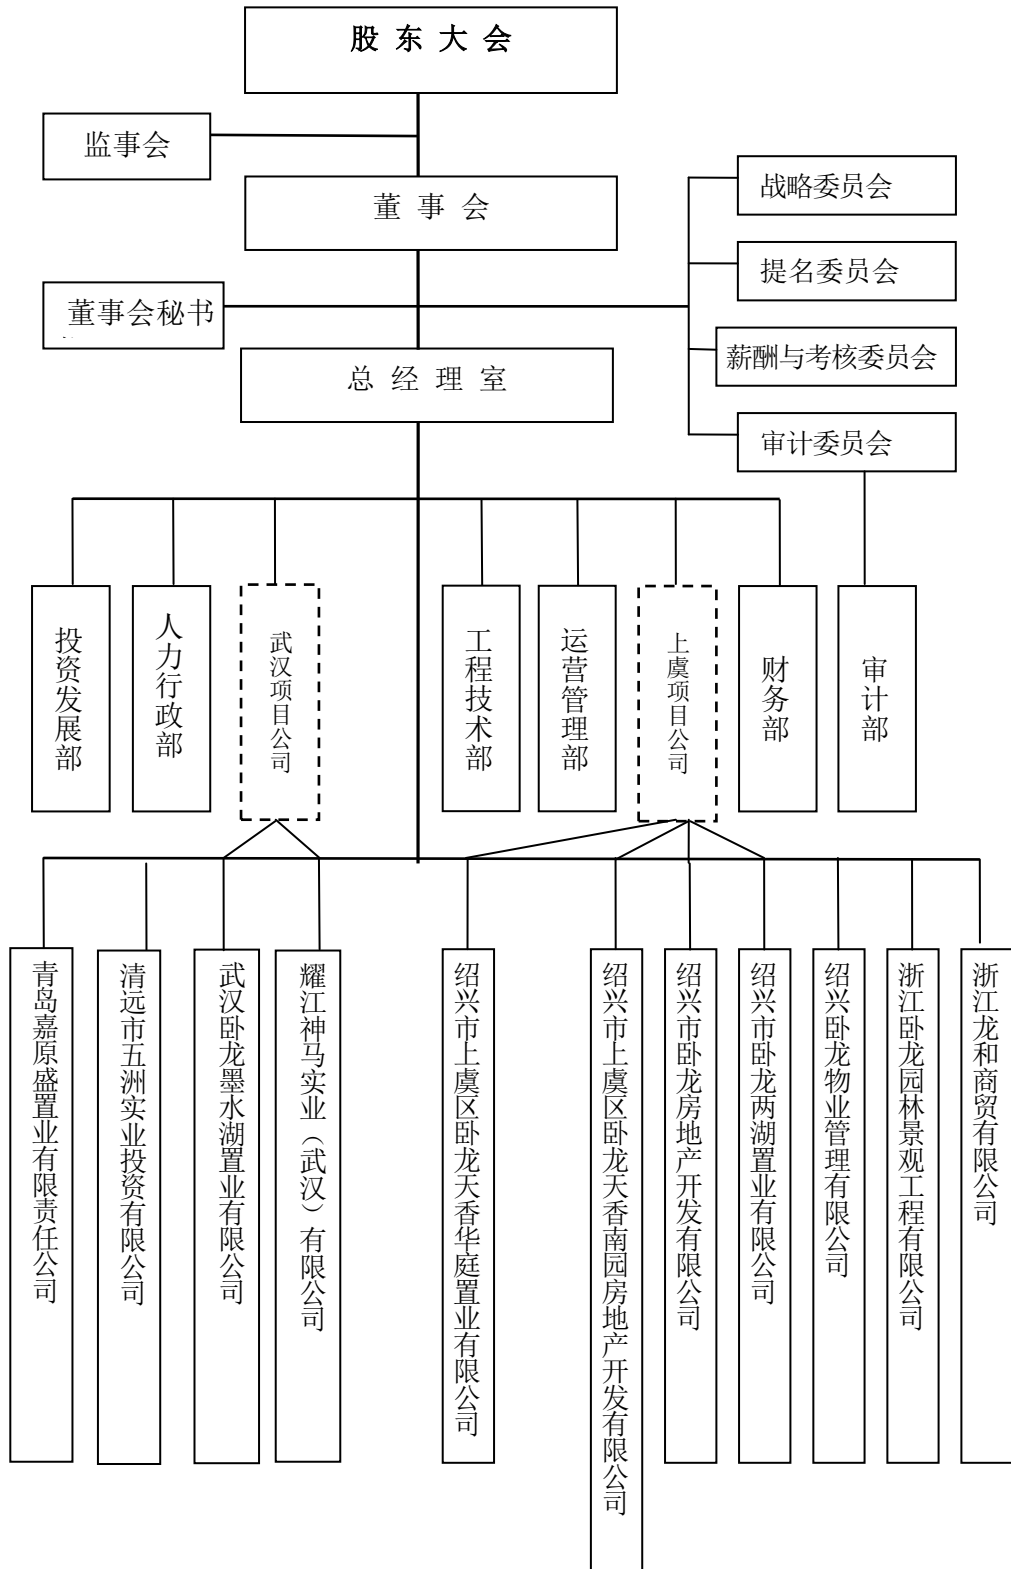 股东大会
监事会
董事会
战略委员会
提名委员会
董事会秘书
薪酬与考核委员会
总经理室
审计委员会
投资发展部
人力行政部
武汉项目公司
工程技术部
运营管理部
上虞项目公司
财务部
审计部
青岛嘉原盛置业有限责任公司
清远市五洲实业投资有限公司
武汉卧龙墨水湖置业有限公司
耀江神马实业（武汉）有限公司
绍兴市上虞区卧龙天香华庭置业有限公司
绍兴市上虞区卧龙天香南园房地产开发有限公司
绍兴市卧龙房地产开发有限公司
绍兴市卧龙两湖置业有限公司
绍兴卧龙物业管理有限公司
浙江卧龙园林景观工程有限公司
浙江龙和商贸有限公司